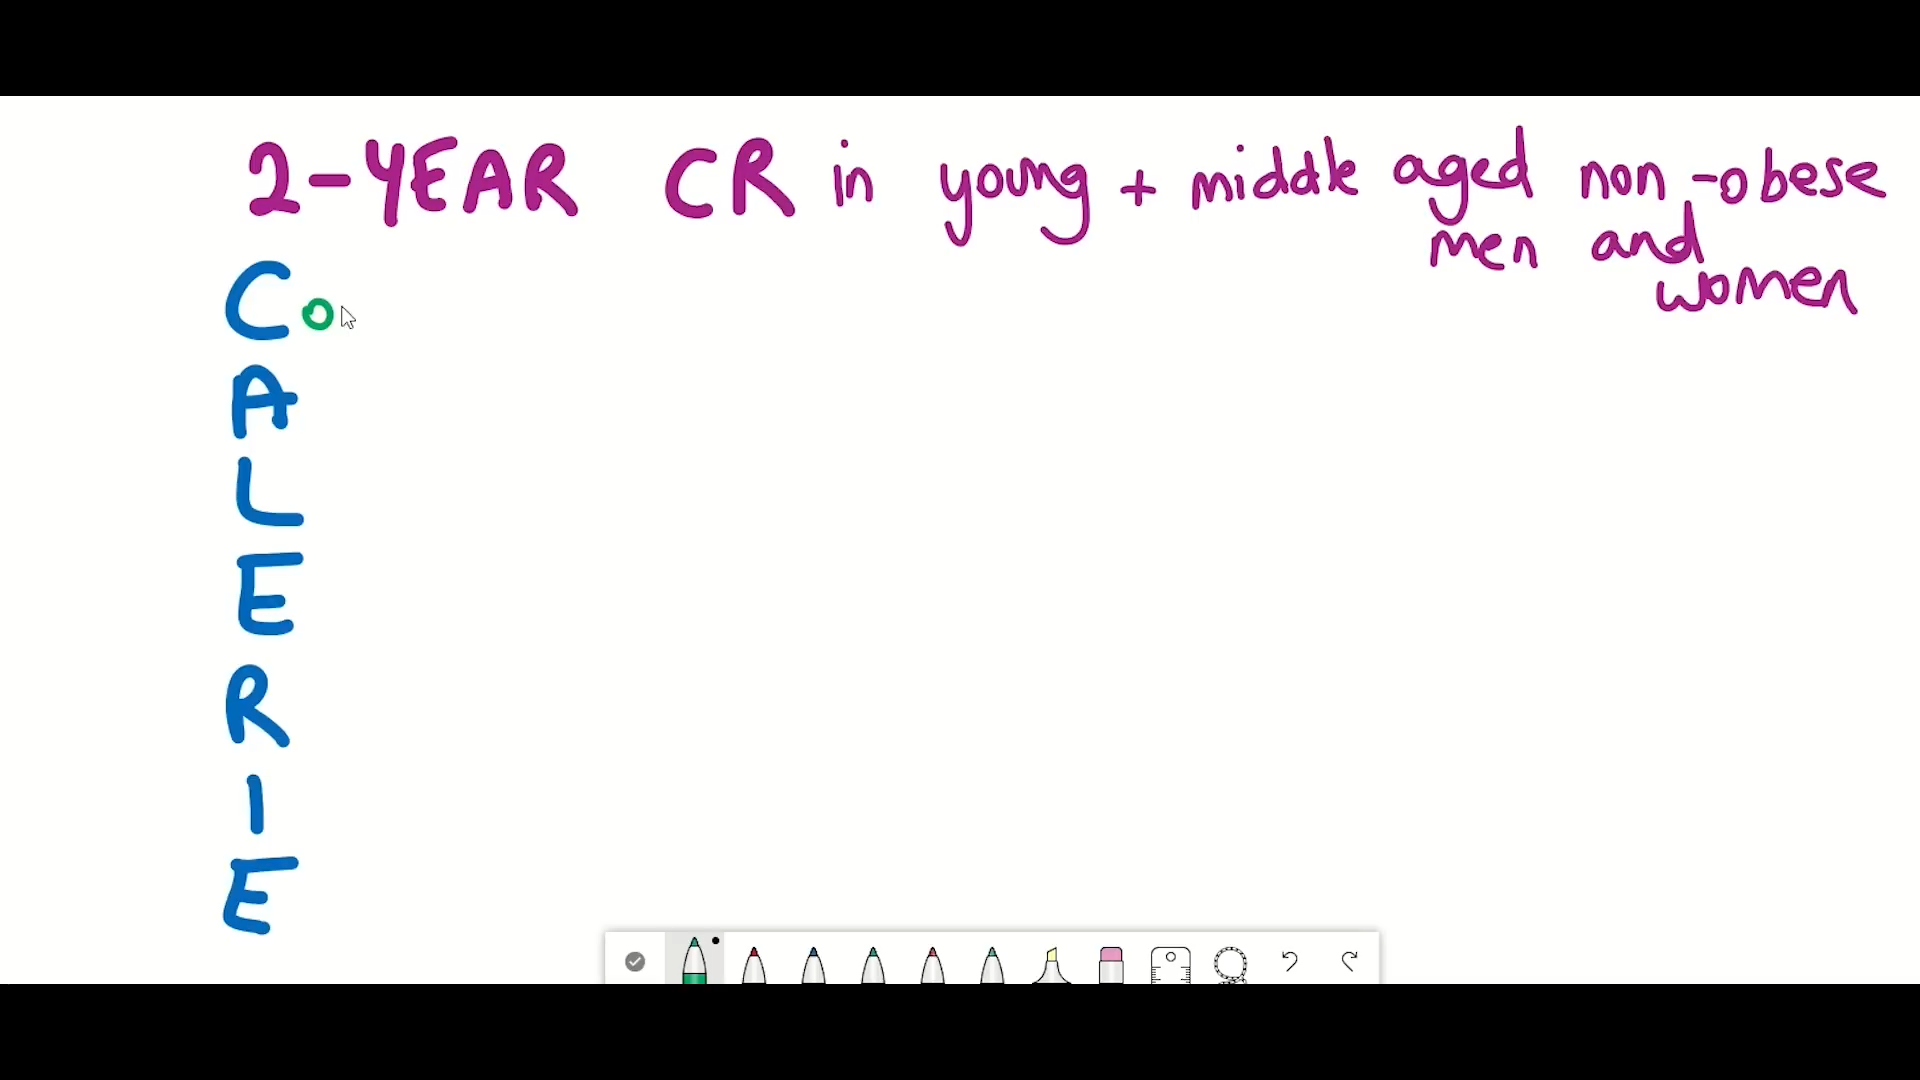 2-YEAR CR in young + middle aged non-obese
men and
women
Co
A
L
E
R
I
E